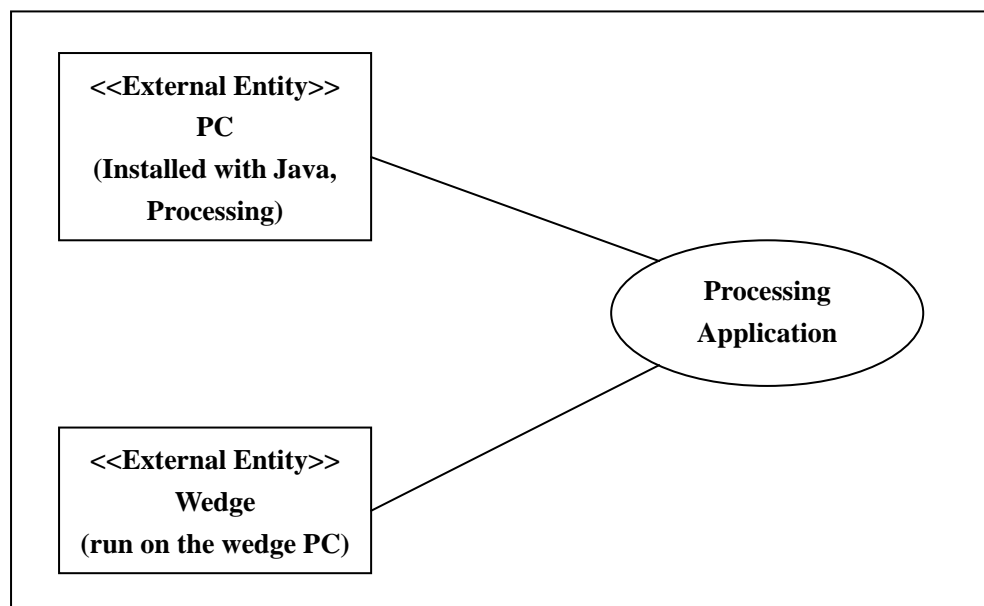 <<External Entity>>
PC
(Installed with Java,
Processing)
Processing
Application
<<External Entity>>
Wedge
(run on the wedge PC)